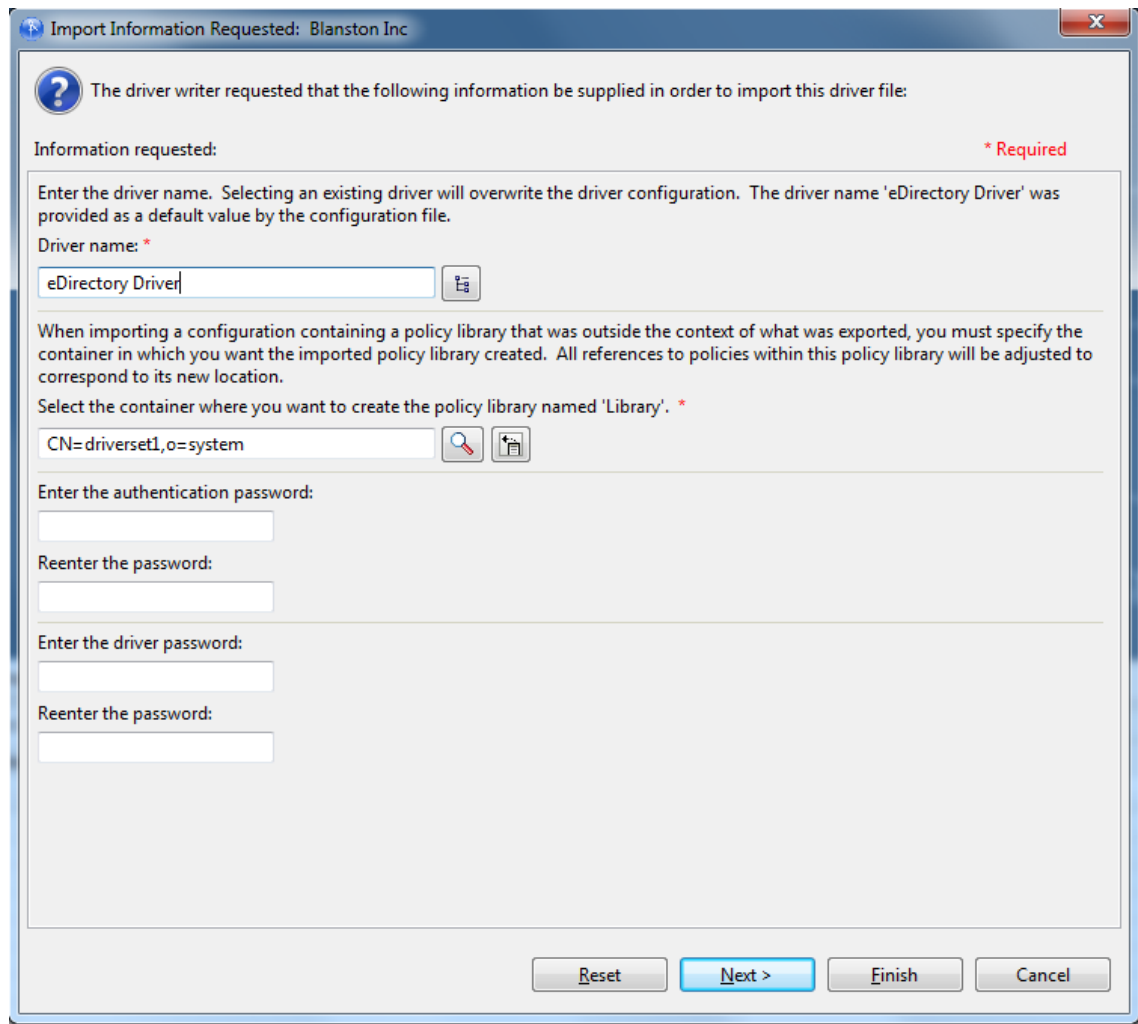 Import Information Requested: Blanston Inc
The driver writer requested that the following information be supplied in order to import this driver file:
Information requested:
* Required
Enter the driver name. Selecting an existing driver will overwrite the driver configuration. The driver name 'eDirectory Driver' was
provided as a default value by the configuration file.
Driver name: *
eDirectory Driver
When importing a configuration containing a policy library that was outside the context of what was exported, you must specify the
container in which you want the imported policy library created. All references to policies within this policy library will be adjusted to
correspond to its new location.
Select the container where you want to create the policy library named 'Library'. *
CN=driverset1,o=system
Enter the authentication password:
Reenter the password:
Enter the driver password:
Reenter the password:
Reset
Next >
Finish
Cancel